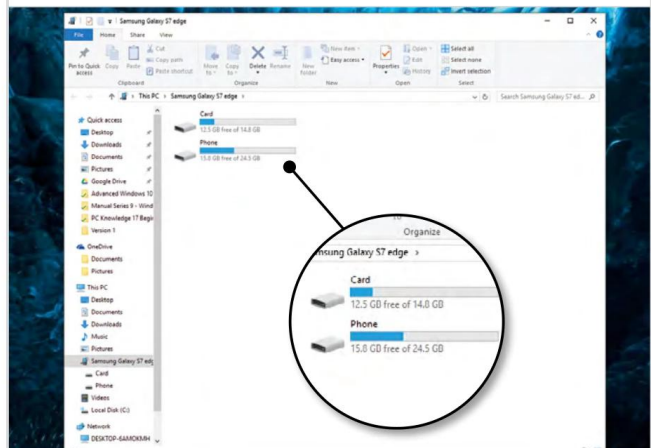 Samsung Galaxy S7 edge
File Home Share View
Pin to Quick access
Copy
Paste
Cut
Copy path
Paste shortcut
Clipboard
Move to
Copy to
Delete
Rename
Organize
New folder
New item
Easy access
New
Properties
Open
Edit
History
Open
Select all
Select none
Invert selection
Select
This PC > Samsung Galaxy S7 edge >
Search Samsung Galaxy S7 ed...
Quick access
Desktop
Downloads
Documents
Pictures
Google Drive
Advanced Windows 10
Manual Series 9 - Wind
PC Knowledge 17 Begin
Version 1
OneDrive
Documents
Pictures
This PC
Desktop
Documents
Downloads
Music
Pictures
Samsung Galaxy S7 edg
Card
Phone
Videos
Local Disk (C:)
Network
DESKTOP-6AMOKMH
Card
12.5 GB free of 14.8 GB
Phone
15.8 GB free of 24.5 GB
Organize
msung Galaxy S7 edge >
Card
12.5 GB free of 14.8 GB
Phone
15.8 GB free of 24.5 GB